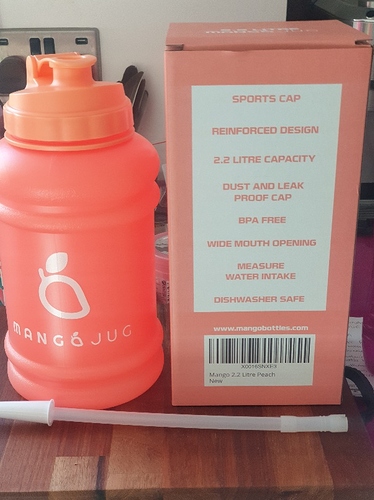 MANGO JUG
SPORTS CAP
REINFORCED DESIGN
2.2 LITRE CAPACITY
DUST AND LEAK
PROOF CAP
BPA FREE
WIDE MOUTH OPENING
MEASURE
WATER INTAKE
DISHWASHER SAFE
www.mangobottles.com
X0016SNXE3
Mango 2.2 Litre Peach
New